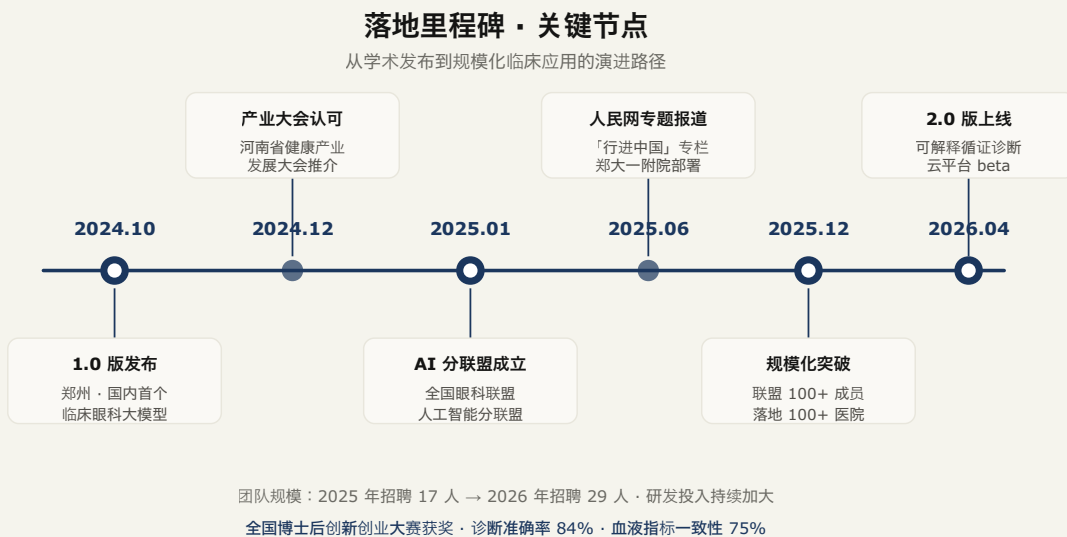 落地里程碑 · 关键节点
从学术发布到规模化临床应用的演进路径
产业大会认可
河南省健康产业
发展大会推介
人民网专题报道
「行进中国」专栏
郑大一附院部署
2.0 版上线
可解释循证诊断
云平台 beta
2024.10
2024.12
2025.01
2025.06
2025.12
2026.04
1.0 版发布
郑州 · 国内首个
临床眼科大模型
AI 分联盟成立
全国眼科联盟
人工智能分联盟
规模化突破
联盟 100+ 成员
落地 100+ 医院
团队规模：2025 年招聘 17 人 → 2026 年招聘 29 人 · 研发投入持续加大
全国博士后创新创业大赛获奖 · 诊断准确率 84% · 血液指标一致性 75%